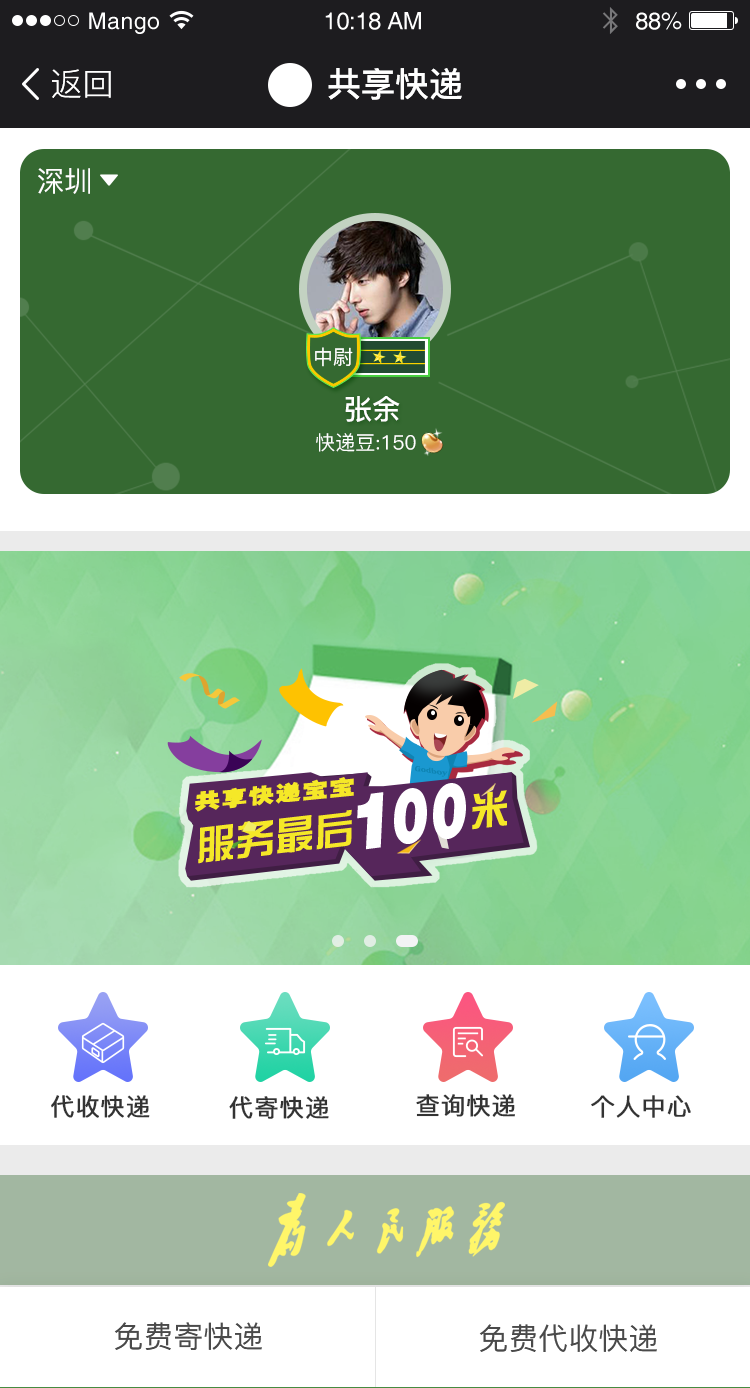 Mango 10:18 AM 88%
返回 共享快递
深圳
中尉
张余
快递豆:150
共享快递宝宝
服务最后100米
代收快递 代寄快递 查询快递 个人中心
為人民服務
免费寄快递 免费代收快递